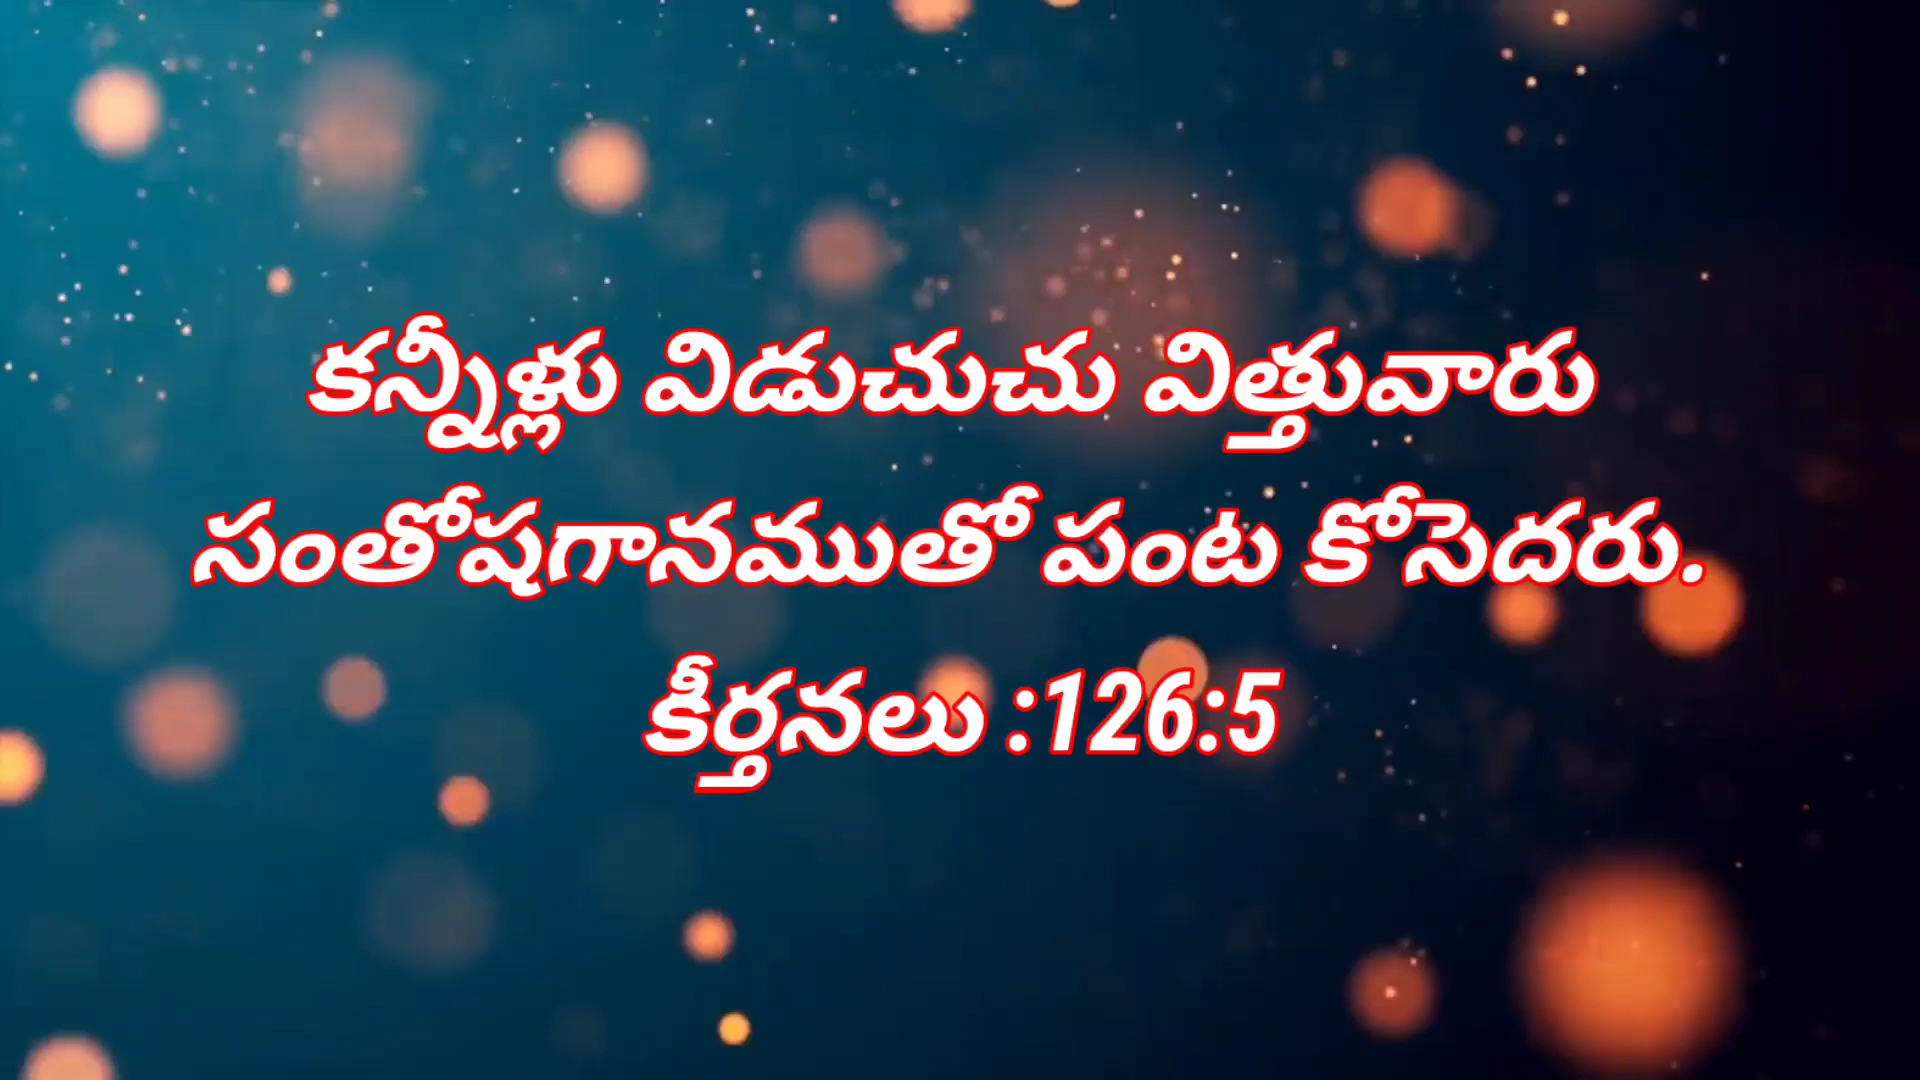 కన్నీళ్లు విడుచుచు విత్తువారు
సంతోషగానముతో పంట కోసెదరు.
కీర్తనలు :126:5